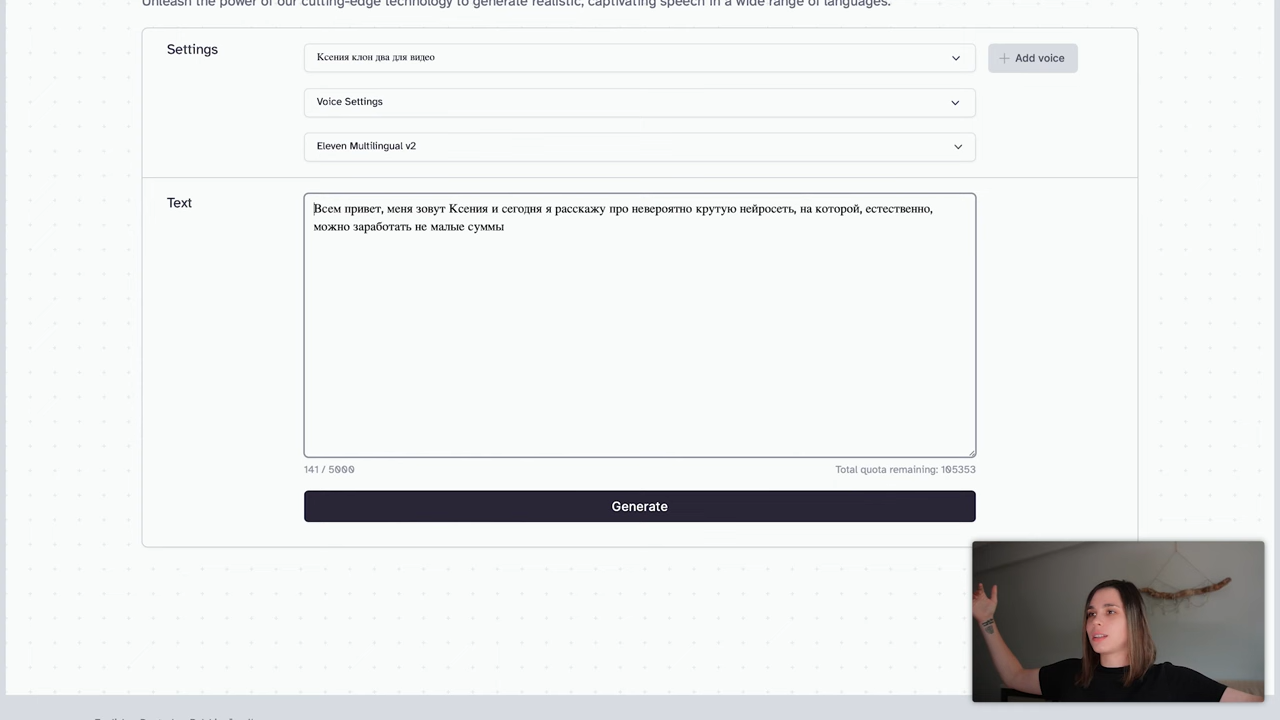 Unleash the power of our cutting-edge technology to generate realistic, captivating speech in a wide range of languages.
Settings
Ксения клон два для видео
Add voice
Voice Settings
Eleven Multilingual v2
Text
Всем привет, меня зовут Ксения и сегодня я расскажу про невероятно крутую нейросеть, на которой, естественно,
можно заработать не малые суммы
141 / 5000
Total quota remaining: 105353
Generate